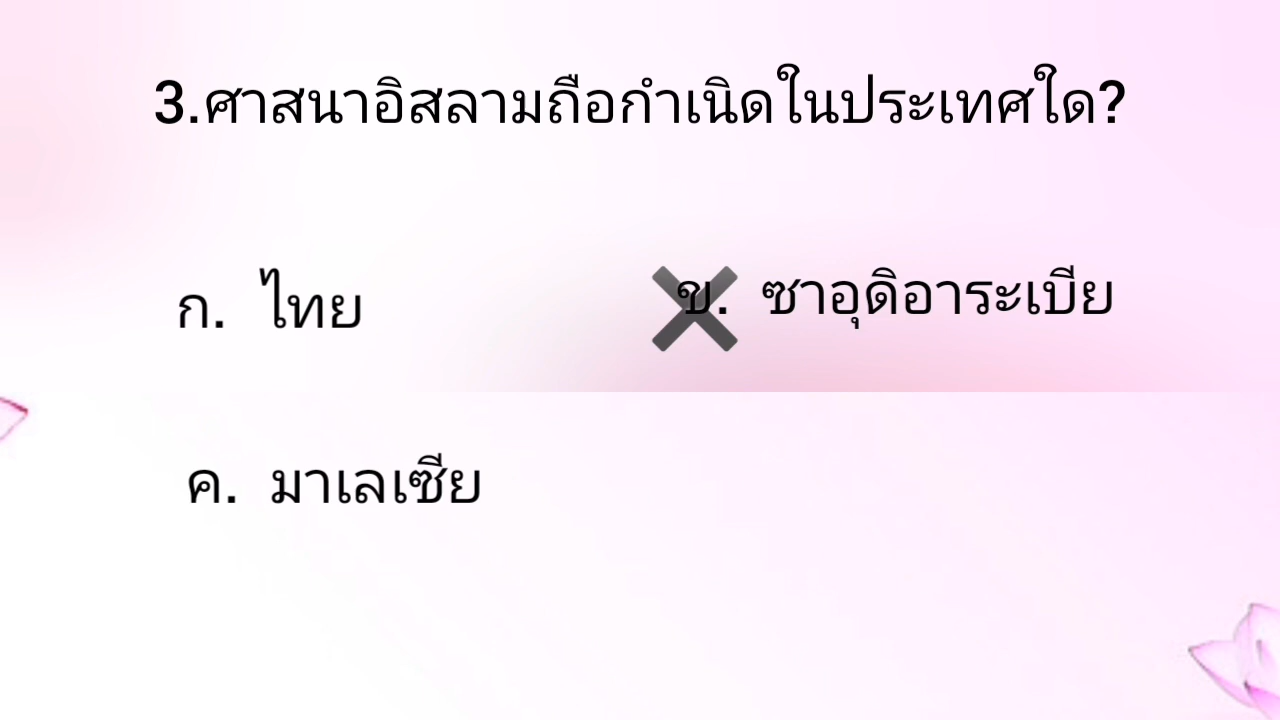 3.ศาสนาอิสลามถือกำเนิดในประเทศใด?
ก. ไทย
ข. ซาอุดิอาระเบีย
ค. มาเลเซีย